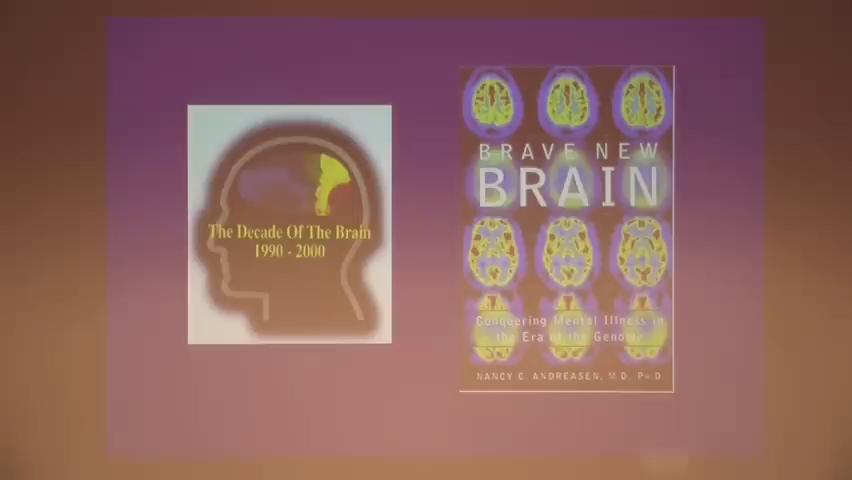 The Decade Of The Brain
1990 - 2000
BRAVE NEW
BRAIN
Conquering Mental Illness in
the Era of the Genome
NANCY C. ANDREASEN, M.D., PH.D.